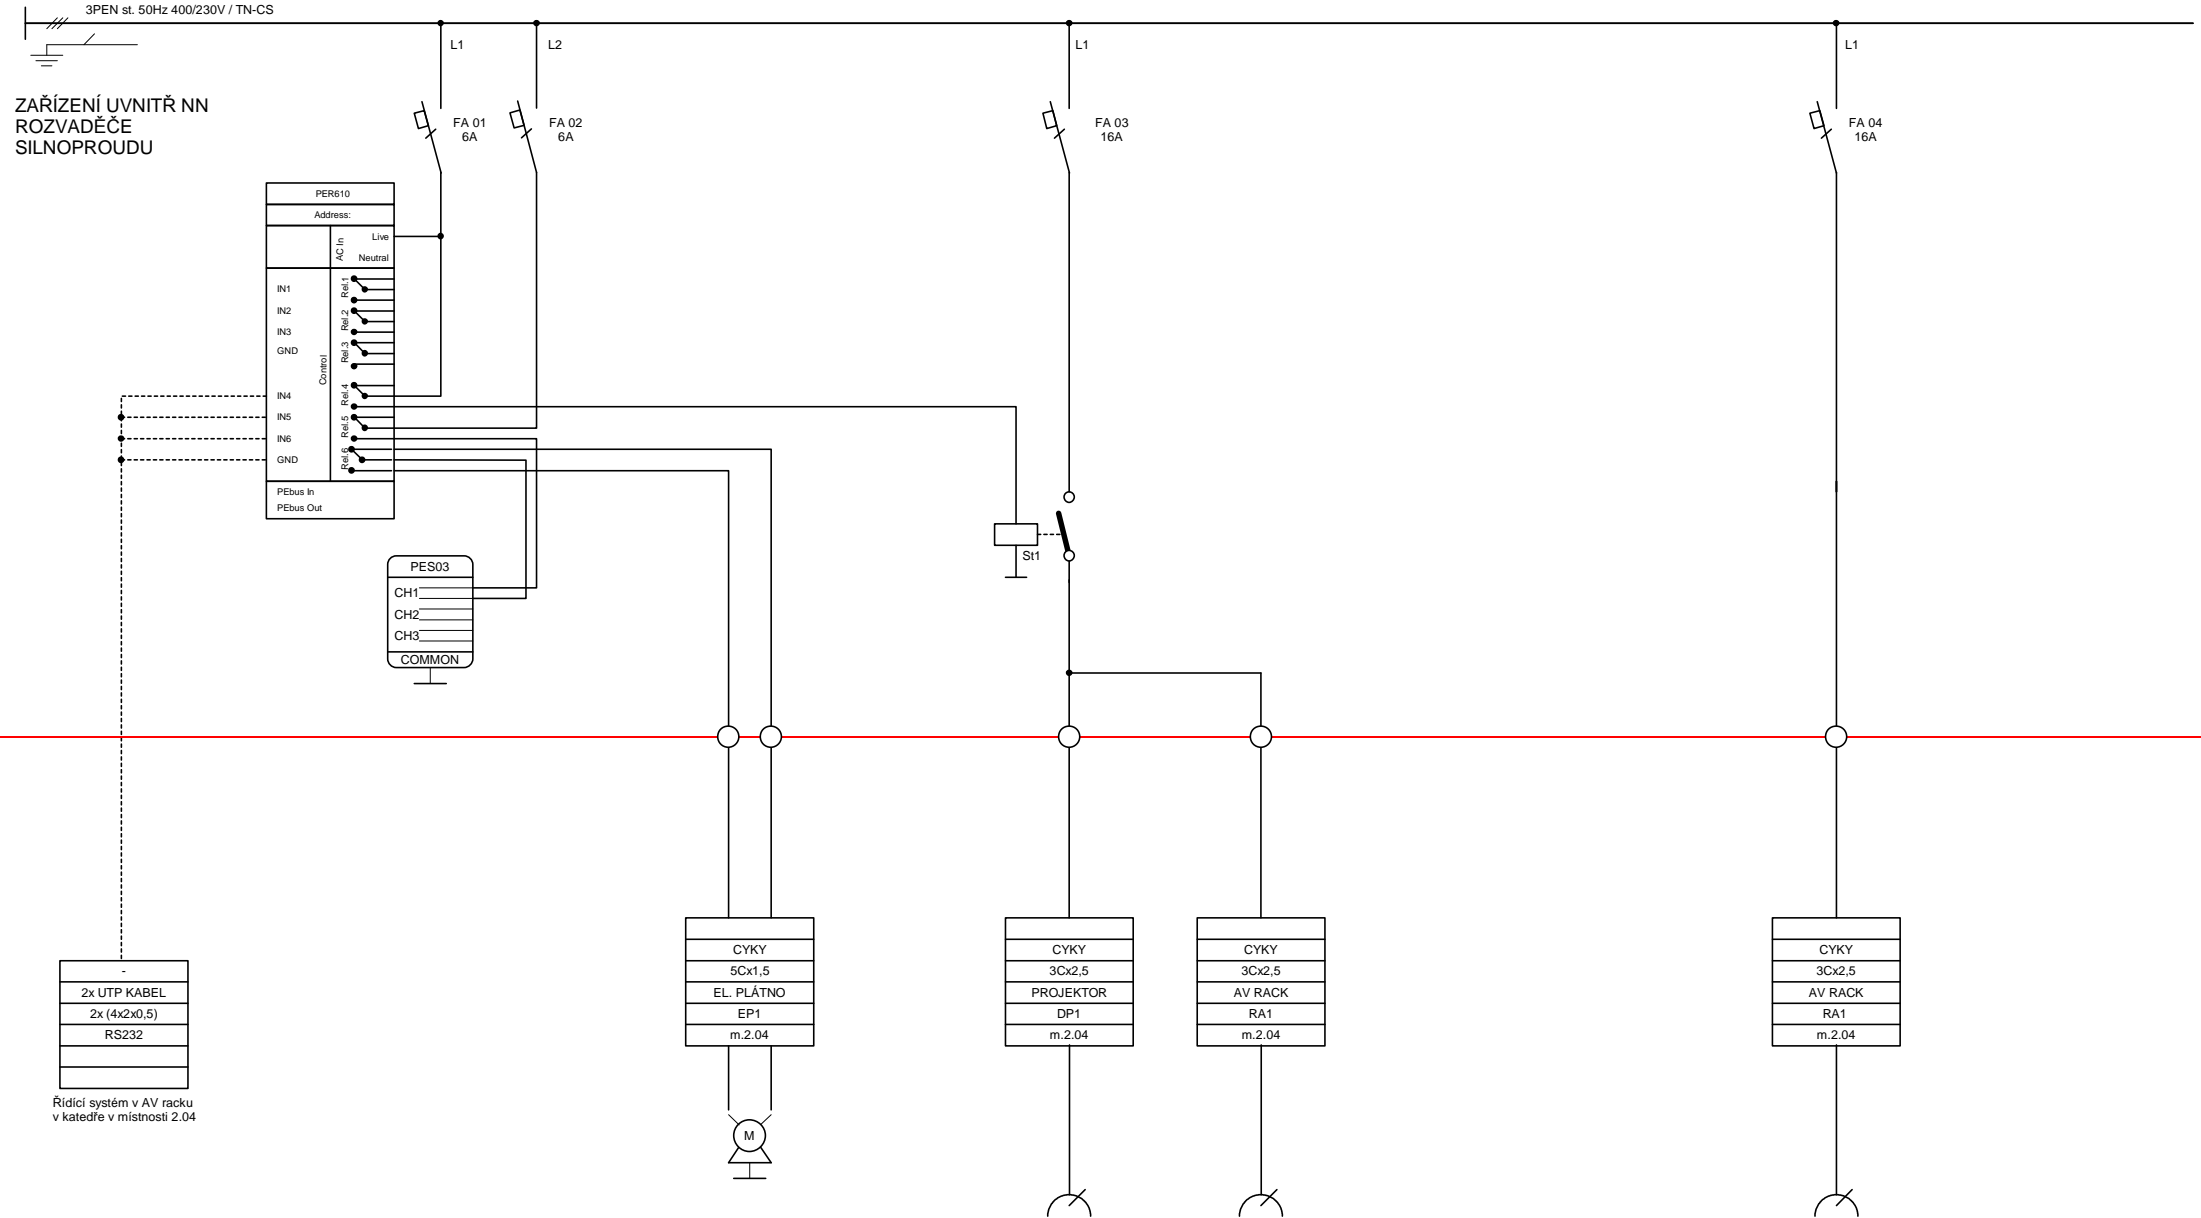 3PEN st. 50Hz 400/230V / TN-CS
L1
L2
L1
L1
ZAŘÍZENÍ UVNITŘ NN
ROZVADĚČE
SILNOPROUDU
FA 01
6A
FA 02
6A
FA 03
16A
FA 04
16A
PER610
Address:
AC In
Live
Neutral
IN1
IN2
IN3
GND
IN4
IN5
IN6
GND
Control
Rel.1
Rel.2
Rel.3
Rel.4
Rel.5
Rel.6
PEbus In
PEbus Out
St1
PES03
CH1
CH2
CH3
COMMON
-
2x UTP KABEL
2x (4x2x0,5)
RS232
Řídící systém v AV racku
v katedře v místnosti 2.04
CYKY
5Cx1,5
EL. PLÁTNO
EP1
m.2.04
M
CYKY
3Cx2,5
PROJEKTOR
DP1
m.2.04
CYKY
3Cx2,5
AV RACK
RA1
m.2.04
CYKY
3Cx2,5
AV RACK
RA1
m.2.04